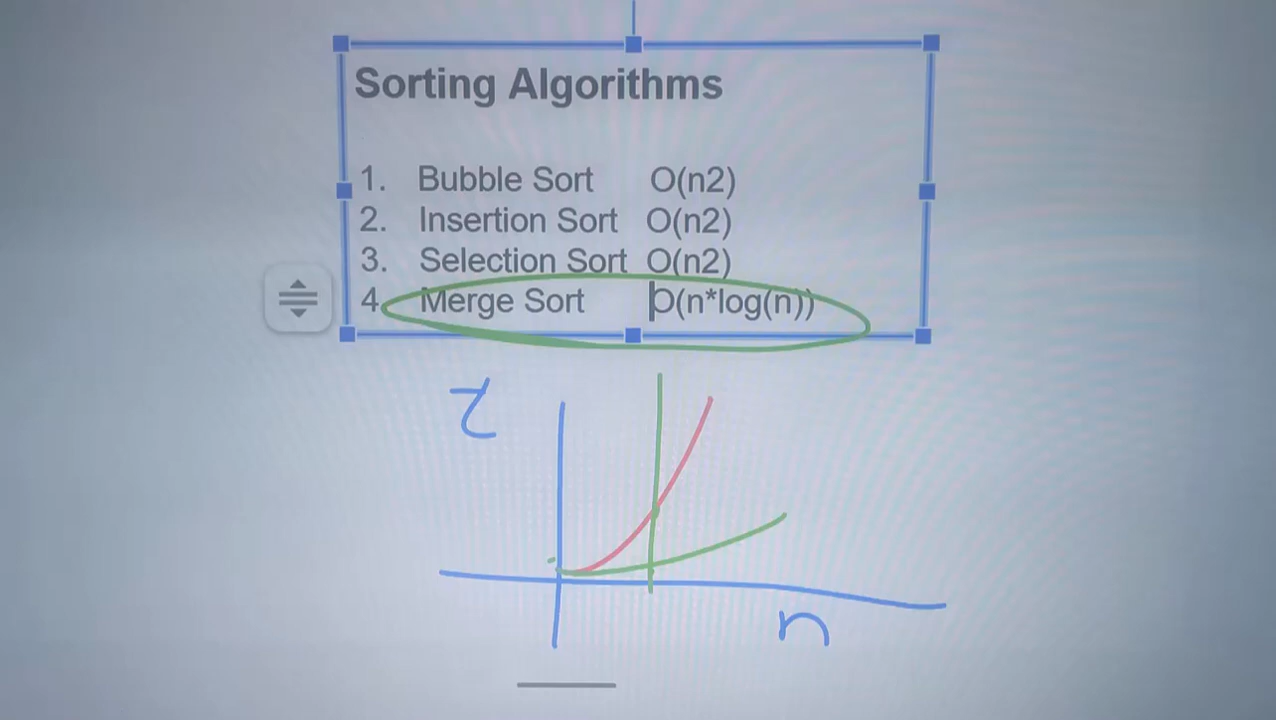 Sorting Algorithms
1. Bubble Sort O(n2)
2. Insertion Sort O(n2)
3. Selection Sort O(n2)
4. Merge Sort O(n*log(n))
n